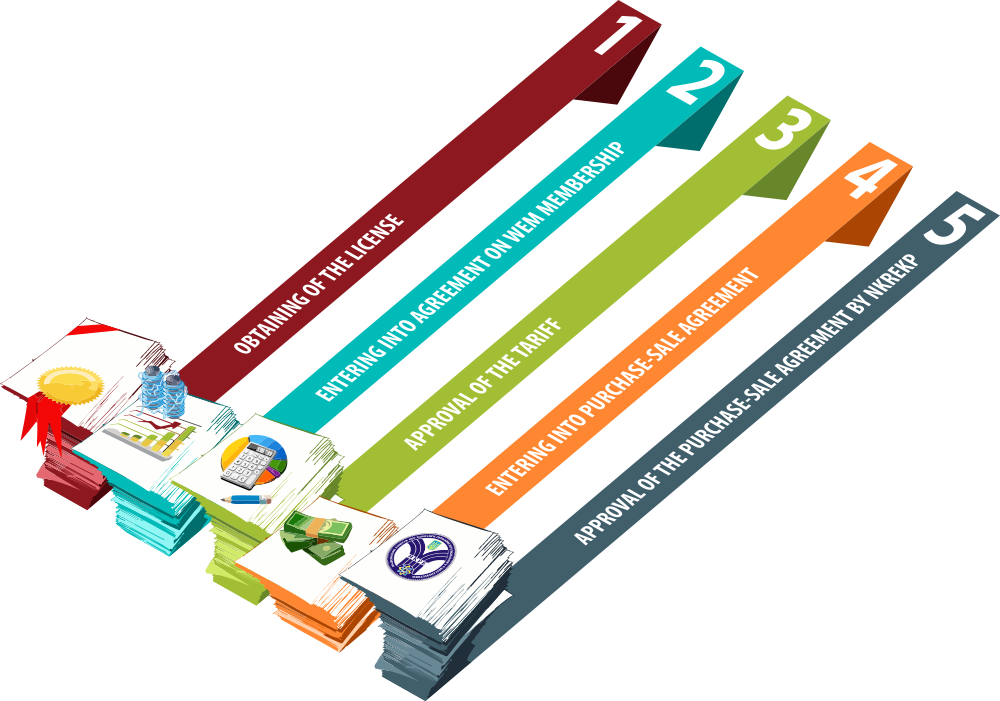 1
OBTAINING OF THE LICENSE
2
ENTERING INTO AGREEMENT ON WEM MEMBERSHIP
3
APPROVAL OF THE TARIFF
4
ENTERING INTO PURCHASE-SALE AGREEMENT
5
APPROVAL OF THE PURCHASE-SALE AGREEMENT BY NKREKP